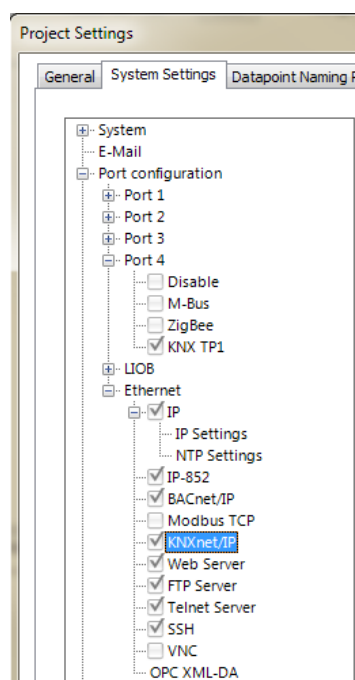 Project Settings
General System Settings Datapoint Naming
System
E-Mail
Port configuration
Port 1
Port 2
Port 3
Port 4
Disable
M-Bus
ZigBee
KNX TP1
LIOB
Ethernet
IP
IP Settings
NTP Settings
IP-852
BACnet/IP
Modbus TCP
KNXnet/IP
Web Server
FTP Server
Telnet Server
SSH
VNC
OPC XML-DA